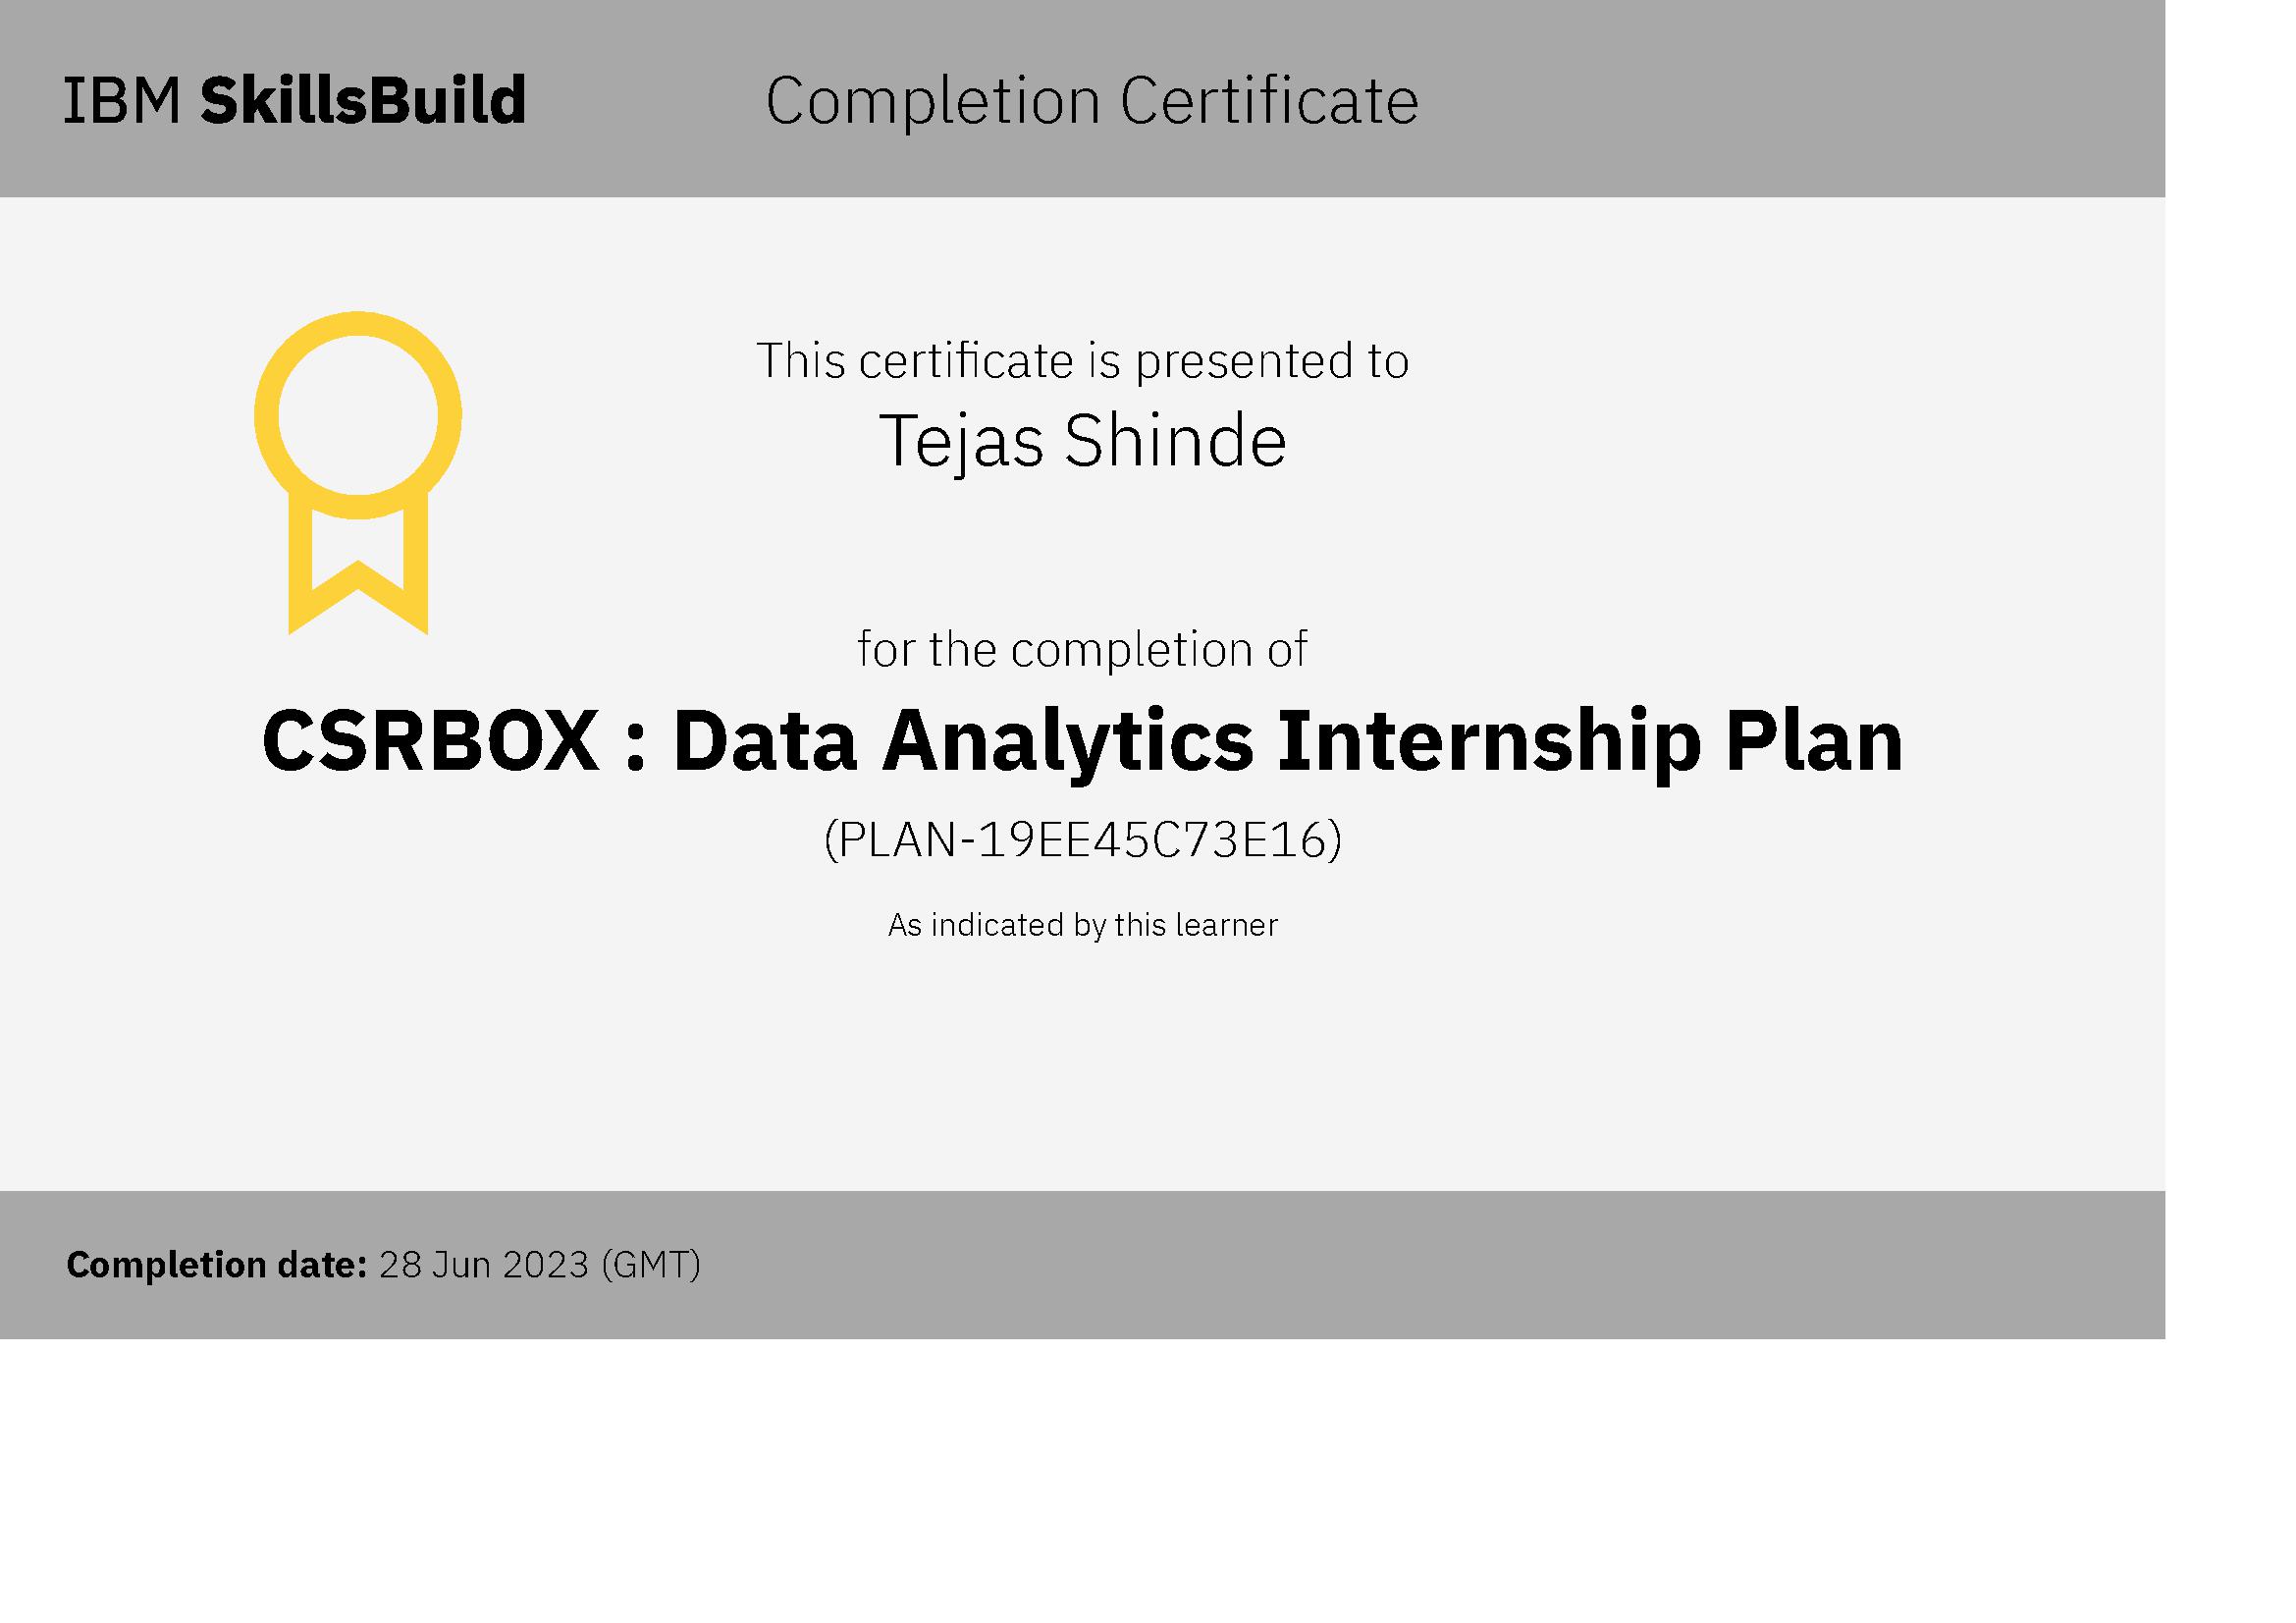 IBM SkillsBuild
Completion Certificate
This certificate is presented to
Tejas Shinde
for the completion of
CSRBOX : Data Analytics Internship Plan
(PLAN-19EE45C73E16)
As indicated by this learner
Completion date: 28 Jun 2023 (GMT)